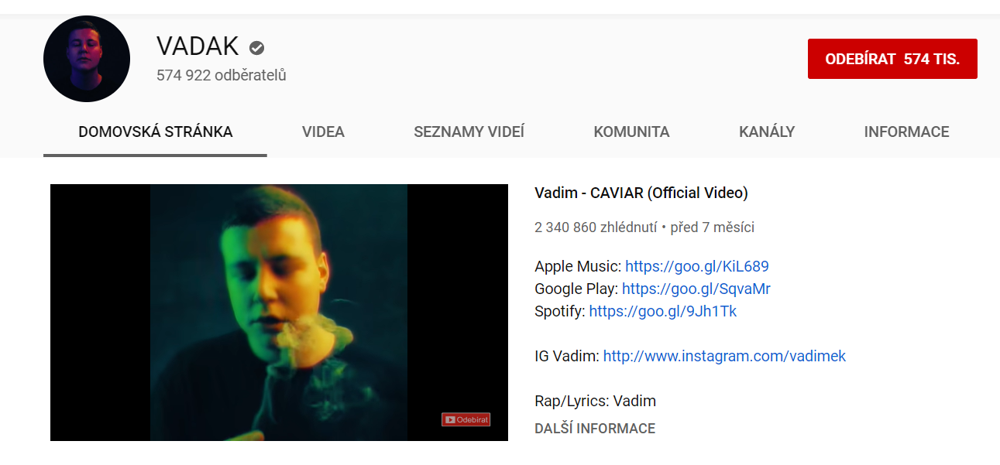 VADAK
574 922 odběratelů
ODEBÍRAT 574 TIS.
DOMOVSKÁ STRÁNKA VIDEA SEZNAMY VIDEÍ KOMUNITA KANÁLY INFORMACE
Vadim - CAVIAR (Official Video)
2 340 860 zhlédnutí • před 7 měsíci
Apple Music: https://goo.gl/KiL689
Google Play: https://goo.gl/SqvaMr
Spotify: https://goo.gl/9Jh1Tk
IG Vadim: http://www.instagram.com/vadimek
Rap/Lyrics: Vadim
DALŠÍ INFORMACE
Odebírat